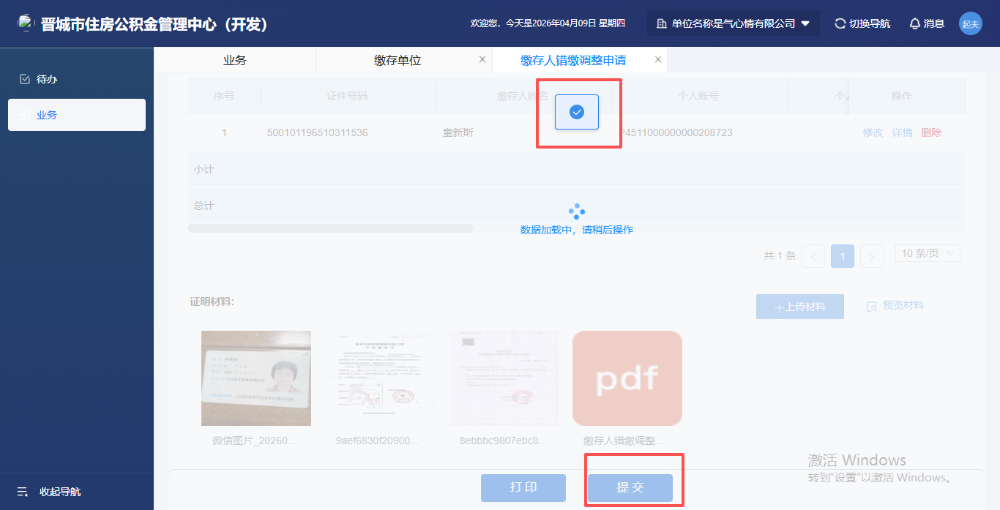 晋城市住房公积金管理中心（开发）
欢迎您，今天是2026年04月09日 星期四
单位名称是气心情有限公司
切换导航
消息
起夫
待办
业务
收起导航
业务
缴存单位
缴存人错缴调整申请
序号
证件号码
缴存人姓名
个人账号
个人
操作
1
500101196510311536
童新斯
P4511000000000208723
修改
详情
删除
小计
总计
数据加载中，请稍后操作
共 1 条
1
10 条/页
证明材料：
上传材料
预览材料
pdf
微信图片_20260...
9aef6830f20900...
8ebbbc9807ebc8...
缴存人错缴调整...
激活 Windows
转到"设置"以激活 Windows。
打 印
提 交